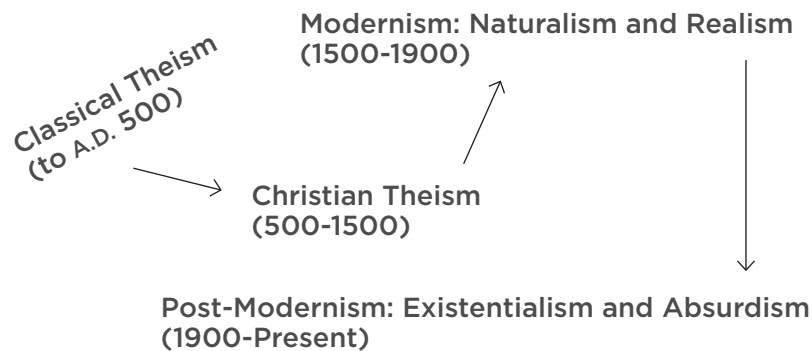 Classical Theism
(to A.D. 500)
Christian Theism
(500-1500)
Modernism: Naturalism and Realism
(1500-1900)
Post-Modernism: Existentialism and Absurdism
(1900-Present)